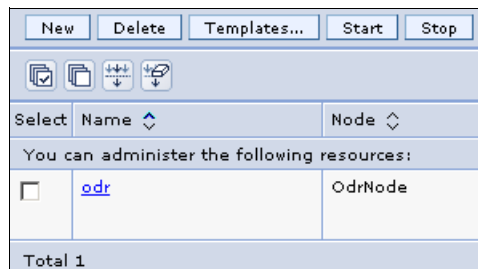 New Delete Templates... Start Stop
Select Name Node
You can administer the following resources:
odr OdrNode
Total 1